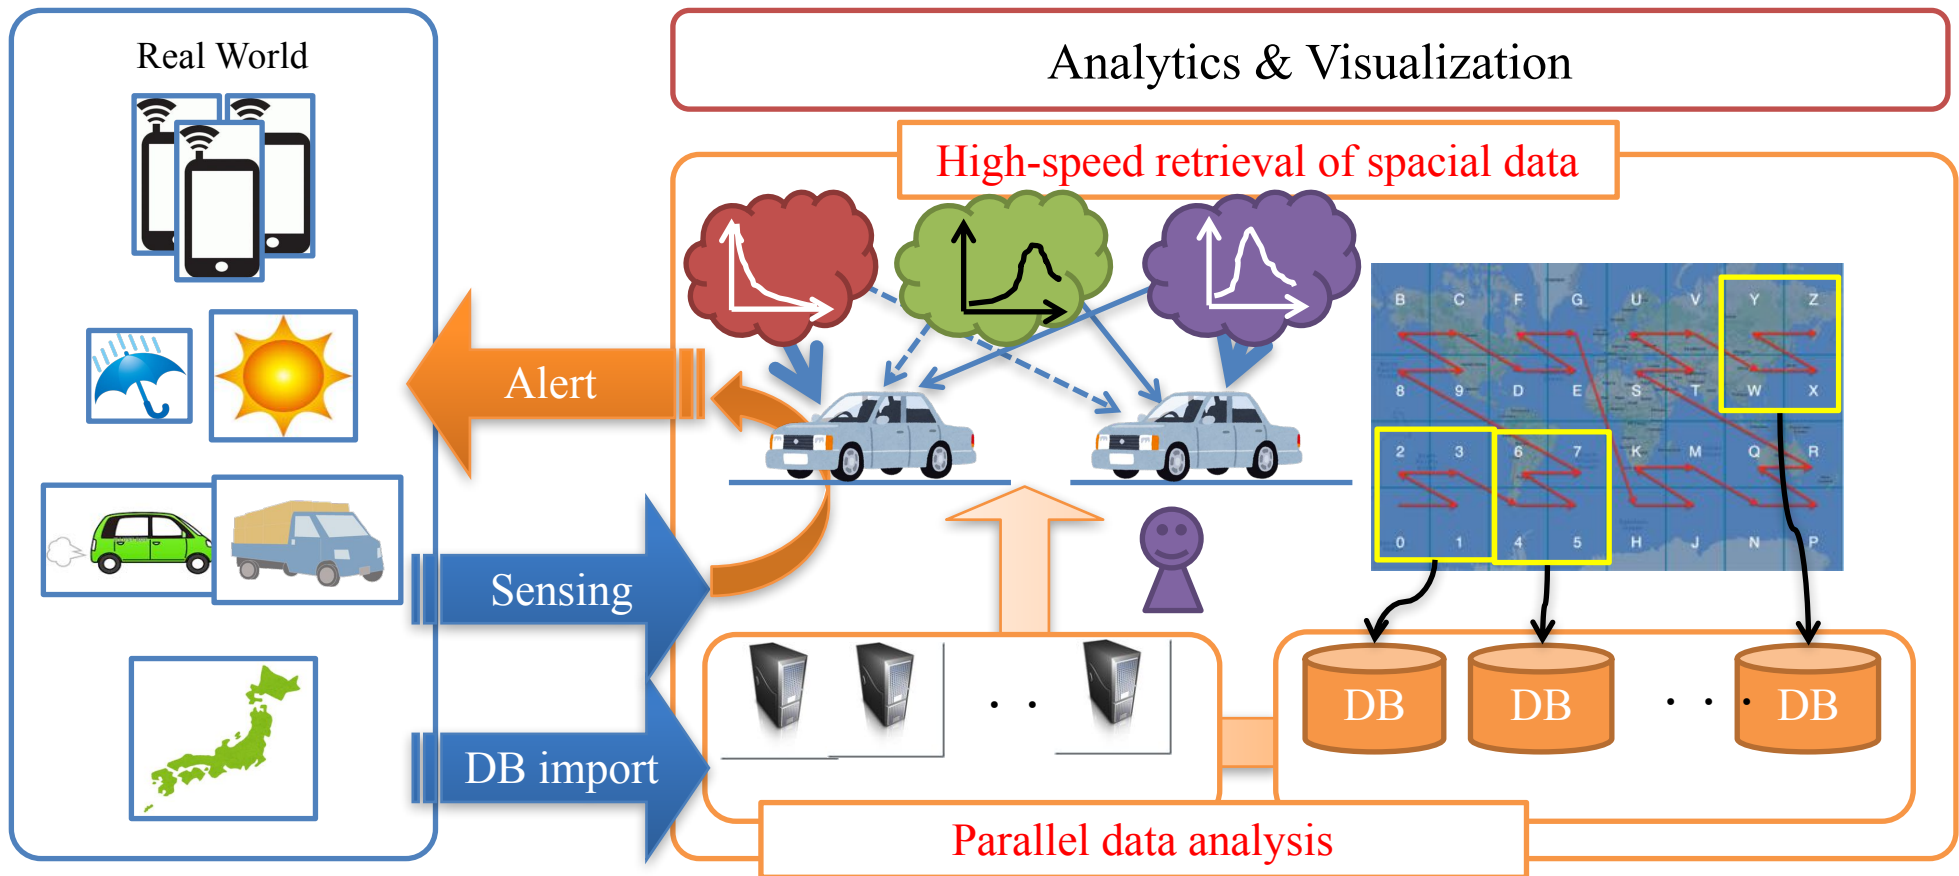 Real World
Analytics & Visualization
High-speed retrieval of spacial data
B C F G U V Y Z
8 9 D E S T W X
2 3 6 7 K M Q R
0 1 4 5 H J N P
Alert
Sensing
DB import
DB DB . . . DB
Parallel data analysis